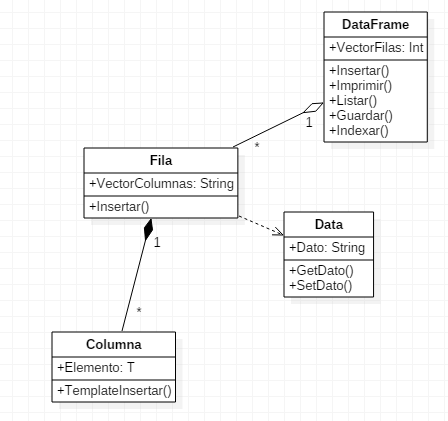 DataFrame
+VectorFilas: Int
+Insertar()
+Imprimir()
+Listar()
+Guardar()
+Indexar()
1
*
Fila
+VectorColumnas: String
+Insertar()
1
*
Data
+Dato: String
+GetDato()
+SetDato()
Columna
+Elemento: T
+TemplateInsertar()